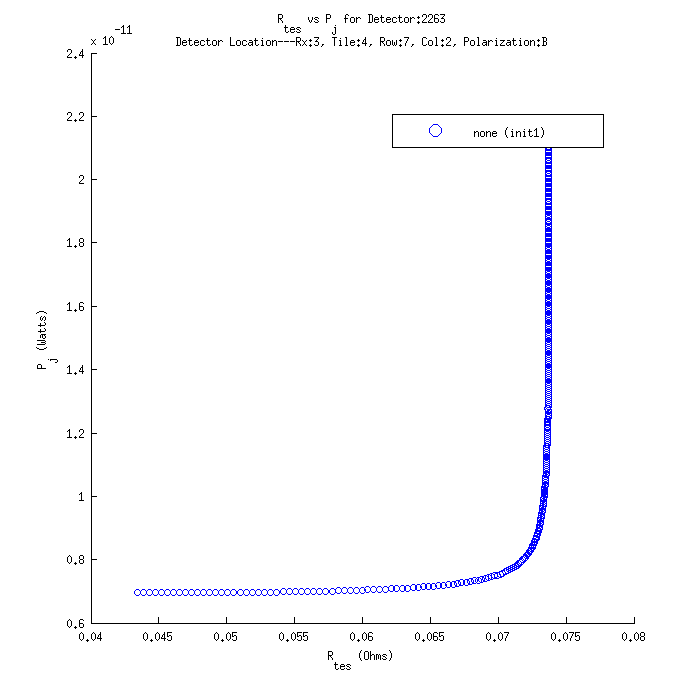 R_tes vs P_j for Detector:2263
Detector Location---Rx:3, Tile:4, Row:7, Col:2, Polarization:B
x 10^-11
2.4
2.2
2
1.8
1.6
1.4
1.2
1
0.8
0.6
P_j (Watts)
none (init1)
0.04 0.045 0.05 0.055 0.06 0.065 0.07 0.075 0.08
R_tes (Ohms)